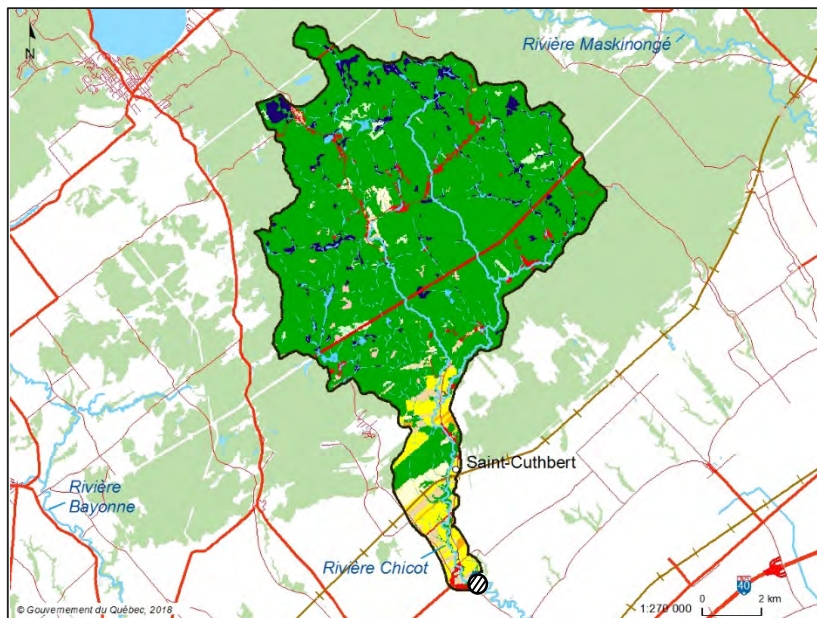 N
Rivière Maskinongé
Saint-Cuthbert
Rivière
Bayonne
Rivière Chicot
40
0 2 km
1:270 000
© Gouvernement du Québec, 2018